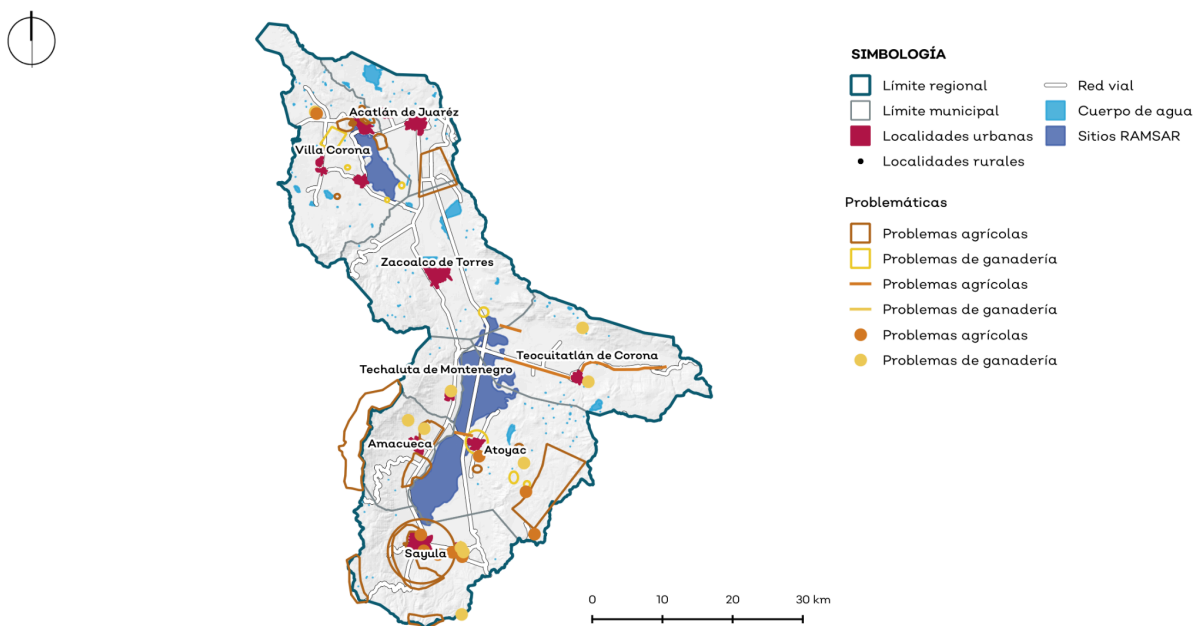 SIMBOLOGÍA
Límite regional
Límite municipal
Localidades urbanas
Localidades rurales
Red vial
Cuerpo de agua
Sitios RAMSAR
Problemáticas
Problemas agrícolas
Problemas de ganadería
Problemas agrícolas
Problemas de ganadería
Problemas agrícolas
Problemas de ganadería
Acatlán de Juaréz
Villa Corona
Zacoalco de Torres
Teocuitatlán de Corona
Techaluta de Montenegro
Amacueca
Atoyac
Sayula
0 10 20 30 km